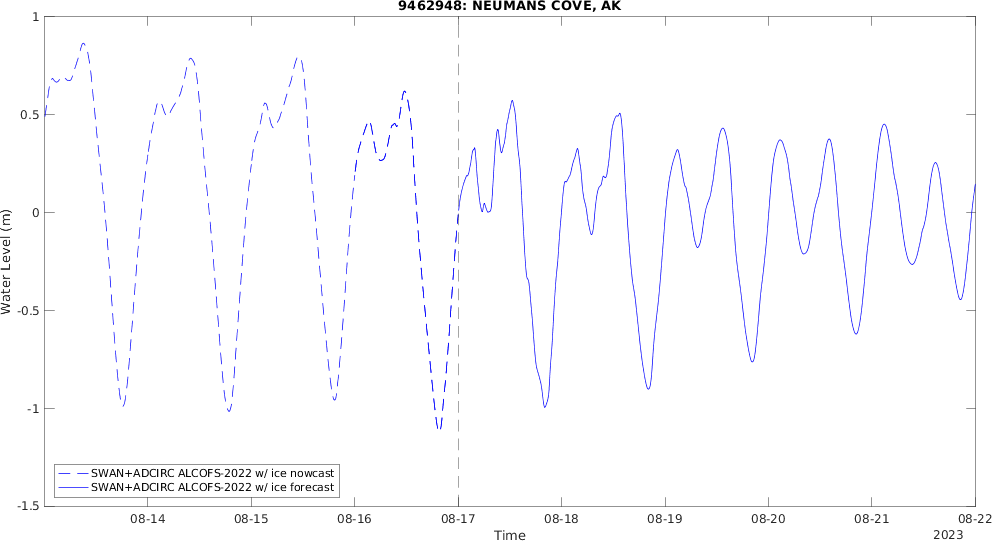 9462948: NEUMANS COVE, AK
Water Level (m)
1
0.5
0
-0.5
-1
-1.5
SWAN+ADCIRC ALCOFS-2022 w/ ice nowcast
SWAN+ADCIRC ALCOFS-2022 w/ ice forecast
08-14 08-15 08-16 08-17 08-18 08-19 08-20 08-21 08-22
Time
2023